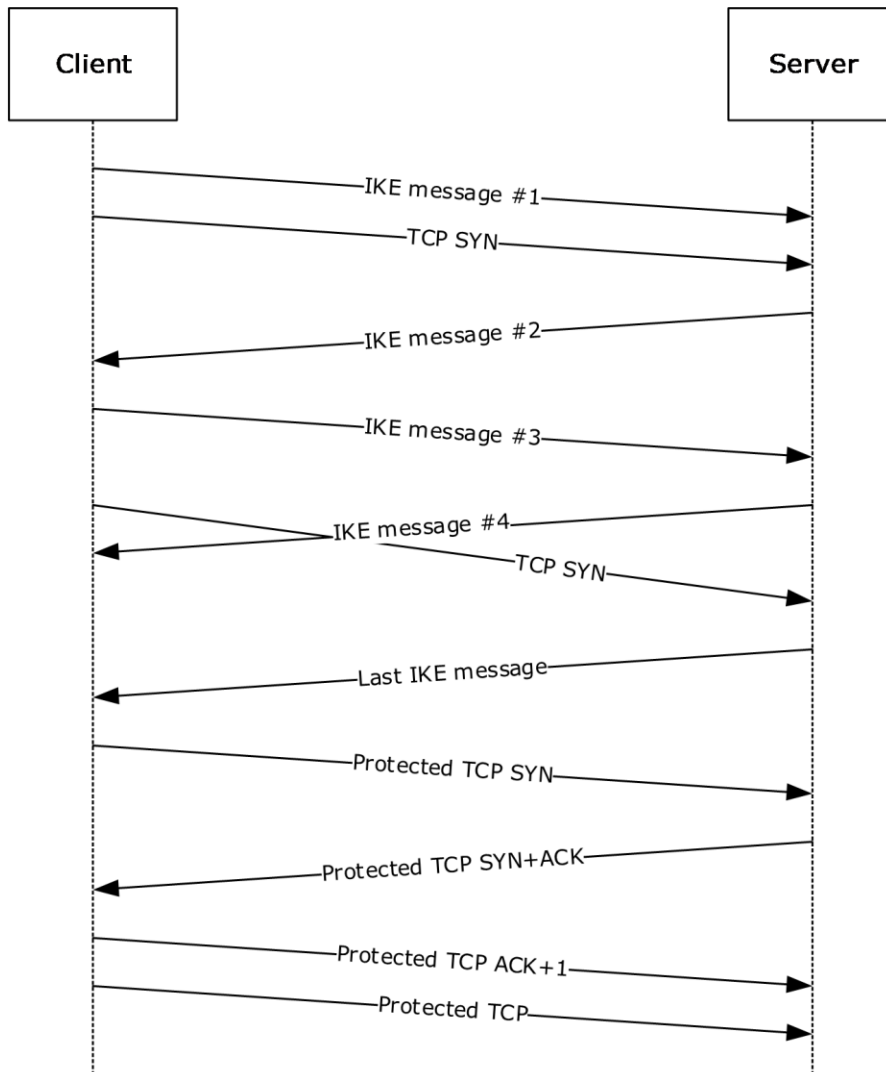 Client
Server
IKE message #1
TCP SYN
IKE message #2
IKE message #3
IKE message #4
TCP SYN
Last IKE message
Protected TCP SYN
Protected TCP SYN+ACK
Protected TCP ACK+1
Protected TCP